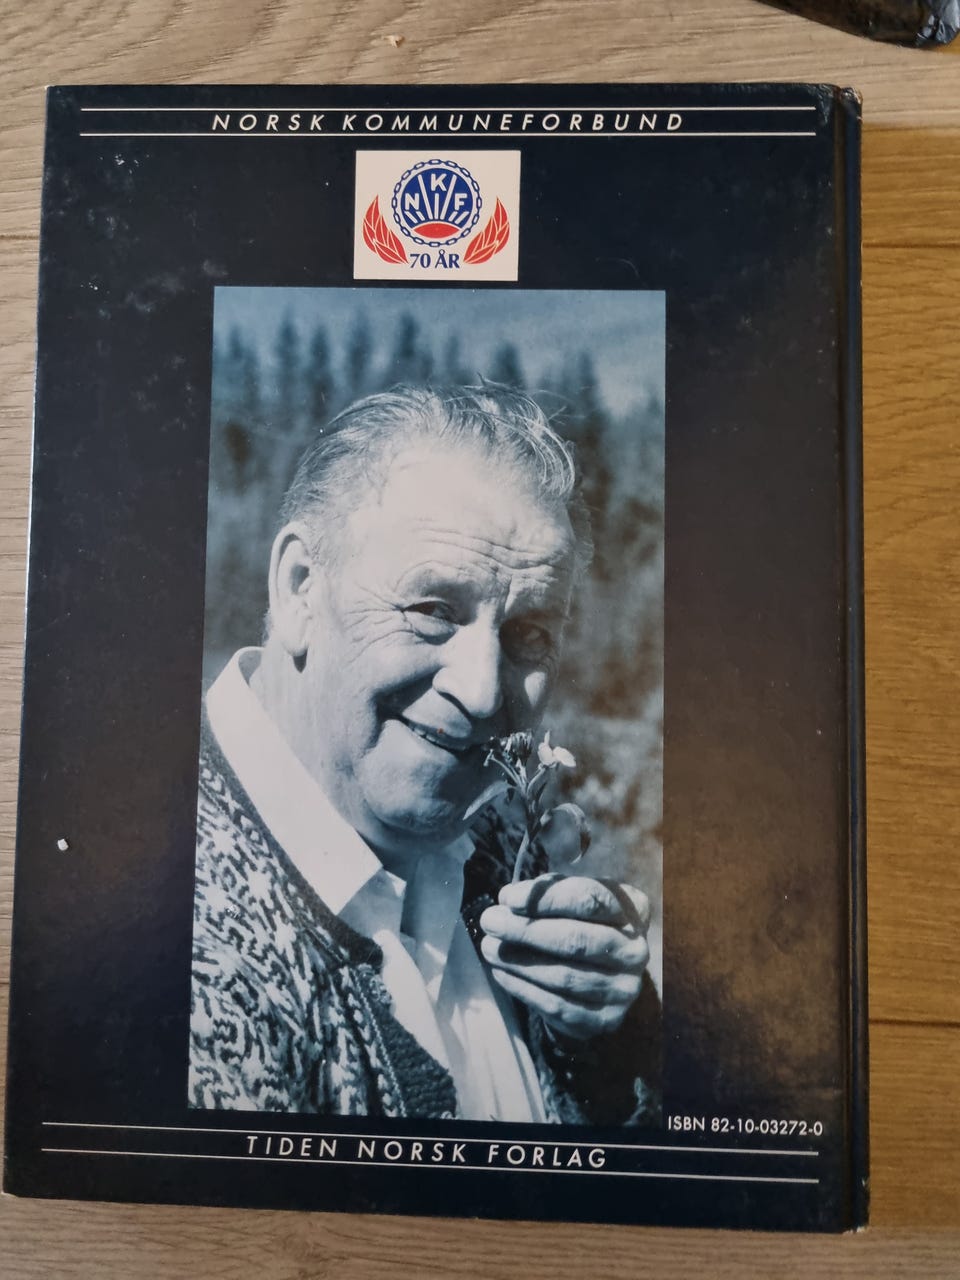 NORSK KOMMUNEFORBUND
NKF
70 ÅR
ISBN 82-10-03272-0
TIDEN NORSK FORLAG